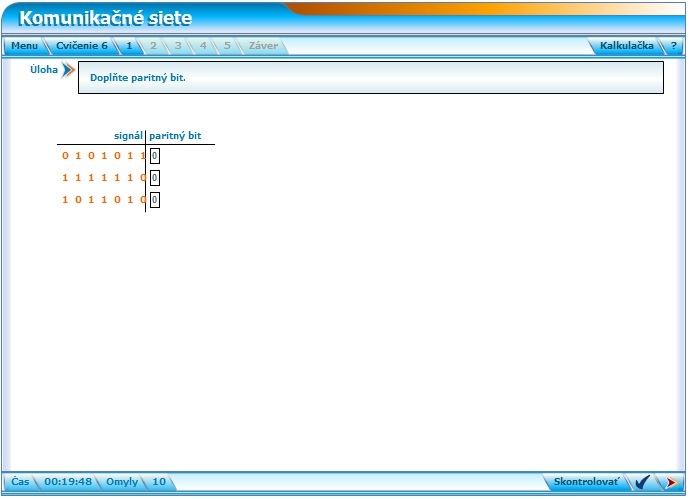 Komunikačné siete
Menu Cvičenie 6 1 2 3 4 5 Záver Kalkulačka ?
Úloha Doplňte paritný bit.
signál paritný bit
0 1 0 1 0 1 1 0
1 1 1 1 1 1 0 0
1 0 1 1 0 1 0 0
Čas 00:19:48 Omyly 10 Skontrolovať